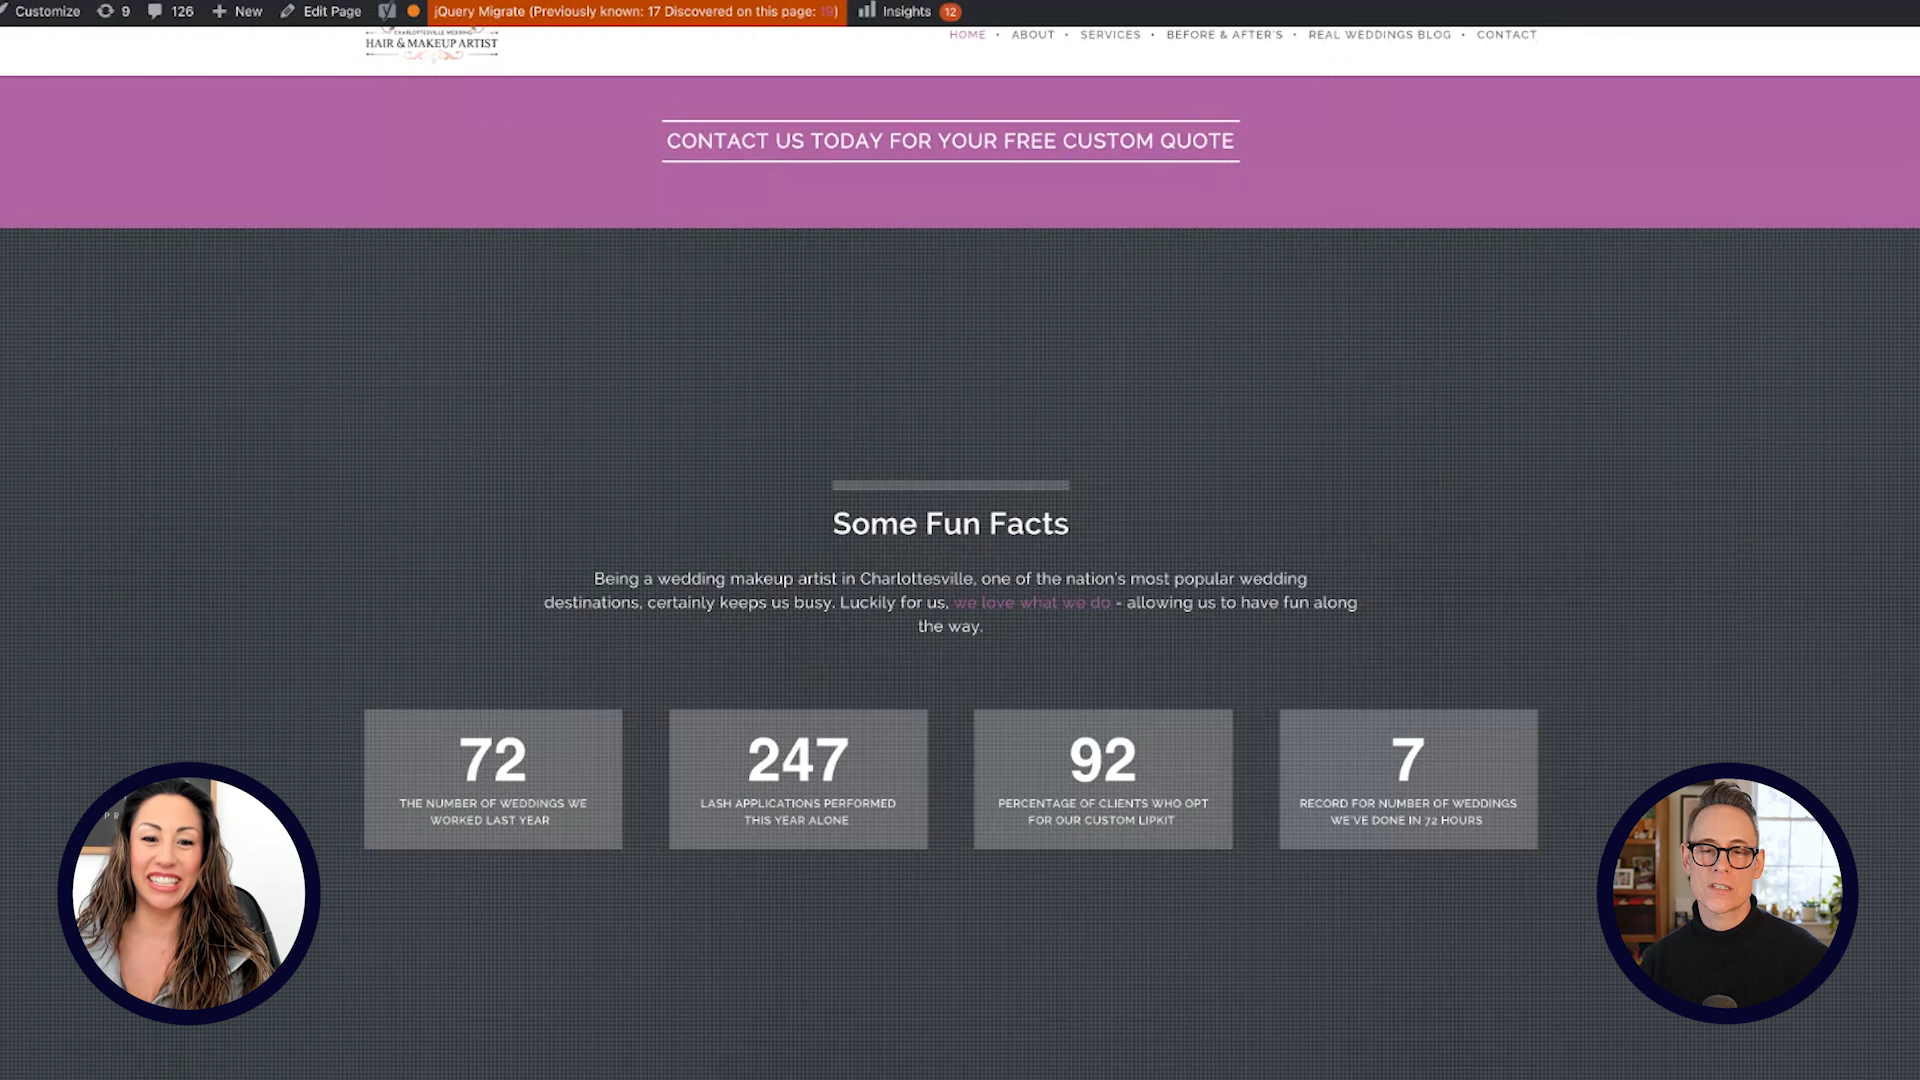 Customize 9 126 New Edit Page jQuery Migrate (Previously known: 17 Discovered on this page: 19) Insights 12
CHARLOTTESVILLE WEDDING
HAIR & MAKEUP ARTIST
HOME • ABOUT • SERVICES • BEFORE & AFTER'S • REAL WEDDINGS BLOG • CONTACT
CONTACT US TODAY FOR YOUR FREE CUSTOM QUOTE
Some Fun Facts
Being a wedding makeup artist in Charlottesville, one of the nation's most popular wedding
destinations, certainly keeps us busy. Luckily for us, we love what we do - allowing us to have fun along
the way.
72
THE NUMBER OF WEDDINGS WE
WORKED LAST YEAR
247
LASH APPLICATIONS PERFORMED
THIS YEAR ALONE
92
PERCENTAGE OF CLIENTS WHO OPT
FOR OUR CUSTOM LIPKIT
7
RECORD FOR NUMBER OF WEDDINGS
WE'VE DONE IN 72 HOURS